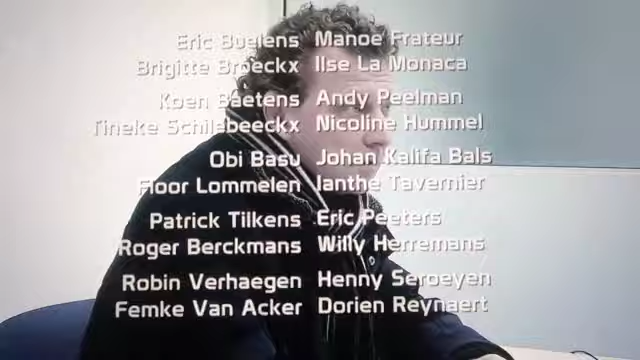 Eric Buelens Manoe Frateur
Brigitte Broeckx Ilse La Monaca
Koen Baetens Andy Peelman
Tineke Schilebeeckx Nicoline Hummel
Obi Basu Johan Kalifa Bals
Floor Lommelen Ianthe Tavernier
Patrick Tilkens Eric Peeters
Roger Berckmans Willy Herremans
Robin Verhaegen Henny Seroeyen
Femke Van Acker Dorien Reynaert